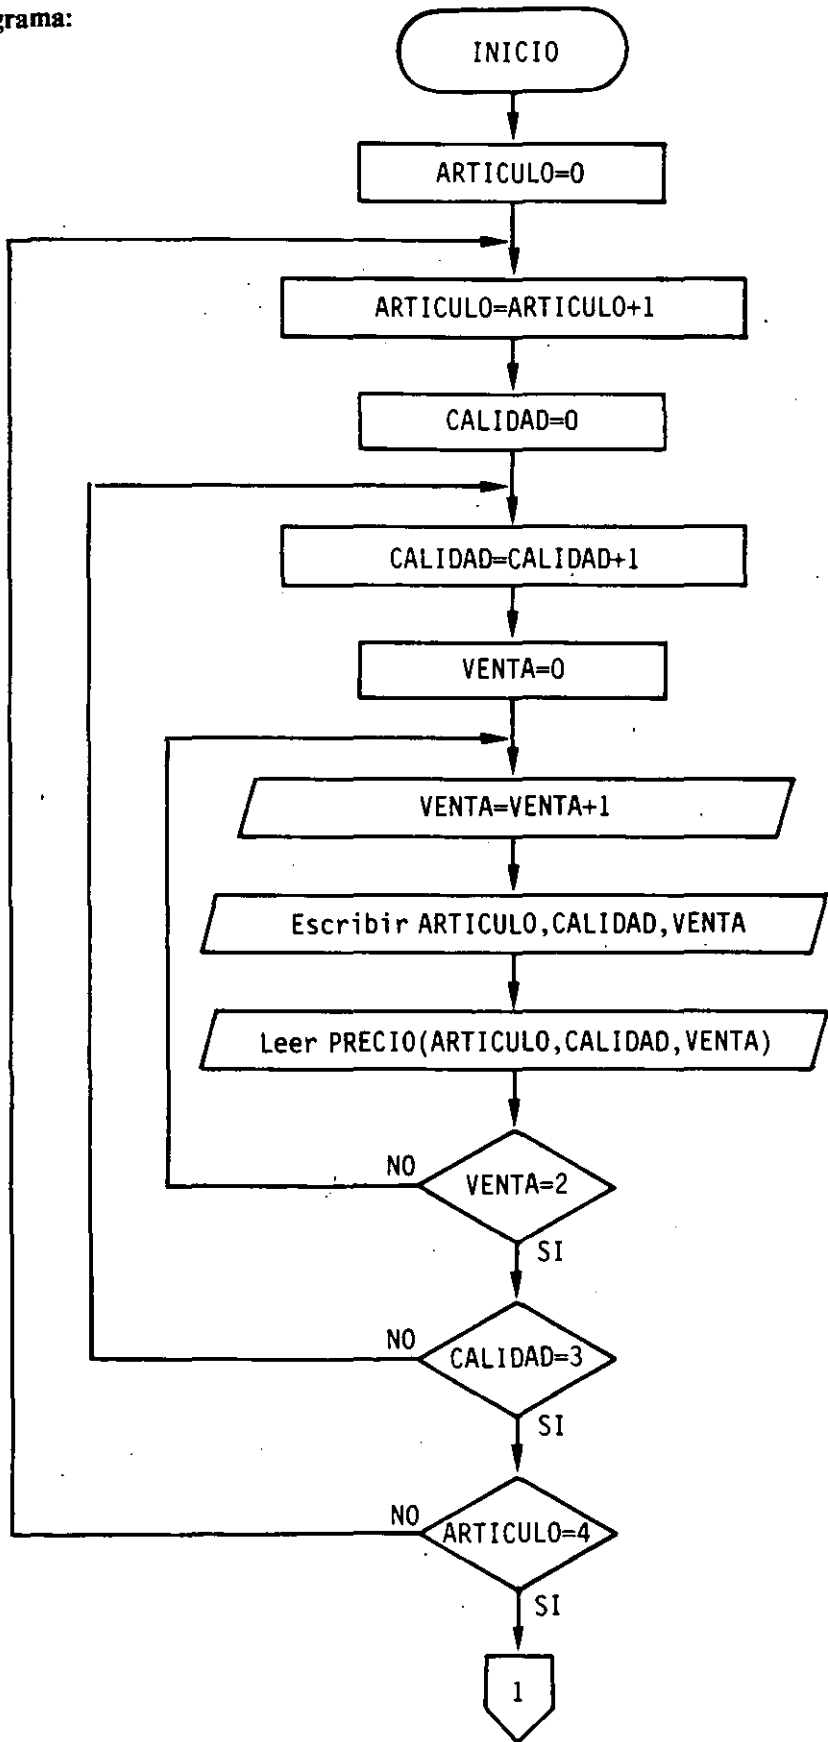 grama:
INICIO
ARTICULO=0
ARTICULO=ARTICULO+1
CALIDAD=0
CALIDAD=CALIDAD+1
VENTA=0
VENTA=VENTA+1
Escribir ARTICULO,CALIDAD,VENTA
Leer PRECIO(ARTICULO,CALIDAD,VENTA)
NO
VENTA=2
SI
NO
CALIDAD=3
SI
NO
ARTICULO=4
SI
1